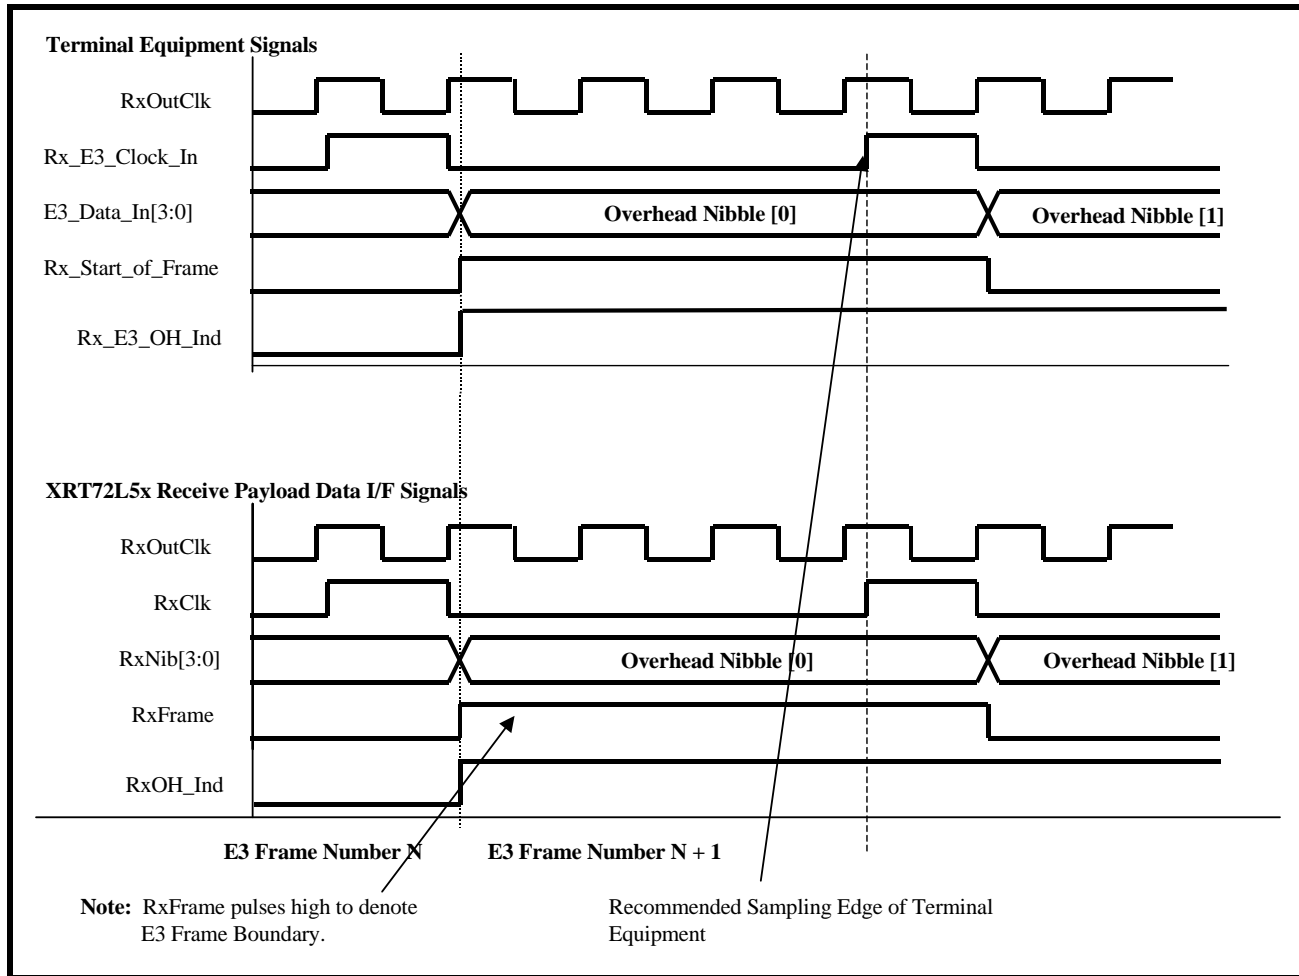 Terminal Equipment Signals
RxOutClk
Rx_E3_Clock_In
E3_Data_In[3:0]
Overhead Nibble [0]
Overhead Nibble [1]
Rx_Start_of_Frame
Rx_E3_OH_Ind
XRT72L5x Receive Payload Data I/F Signals
RxOutClk
RxClk
RxNib[3:0]
Overhead Nibble [0]
Overhead Nibble [1]
RxFrame
RxOH_Ind
E3 Frame Number N
E3 Frame Number N + 1
Note: RxFrame pulses high to denote
E3 Frame Boundary.
Recommended Sampling Edge of Terminal
Equipment